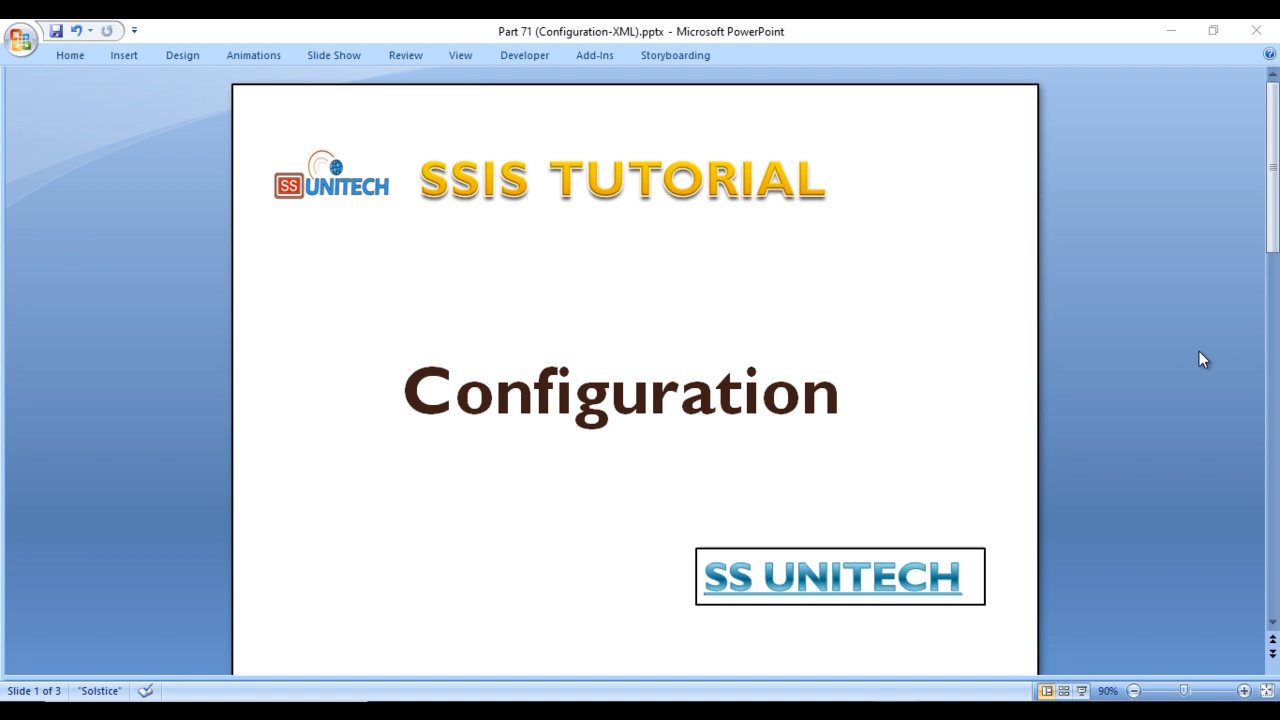 Part 71 (Configuration-XML).pptx - Microsoft PowerPoint
Home Insert Design Animations Slide Show Review View Developer Add-Ins Storyboarding
SS UNITECH
SSIS TUTORIAL
Configuration
SS UNITECH
Slide 1 of 3 "Solstice" 90%